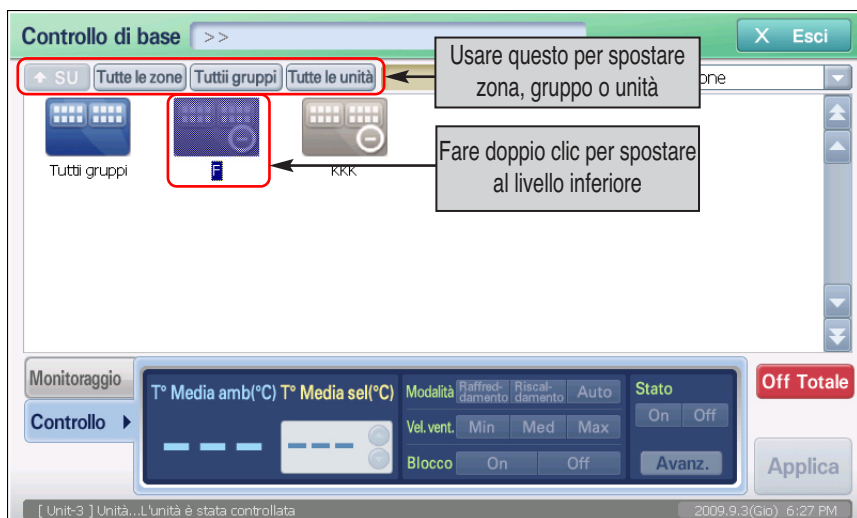 Controllo di base >>
X Esci
Usare questo per spostare
zona, gruppo o unità
SU Tutte le zone Tuttii gruppi Tutte le unità
one
Fare doppio clic per spostare
al livello inferiore
Tuttii gruppi F KKK
Monitoraggio
Controllo
T° Media amb(°C) T° Media sel(°C)
--- ---
Modalità Raffred-damento Riscal-damento Auto
Vel. vent. Min Med Max
Blocco On Off
Stato
On Off
Avanz.
Off Totale
Applica
[ Unit-3 ] Unità...L'unità è stata controllata 2009.9.3(Gio) 6:27 PM